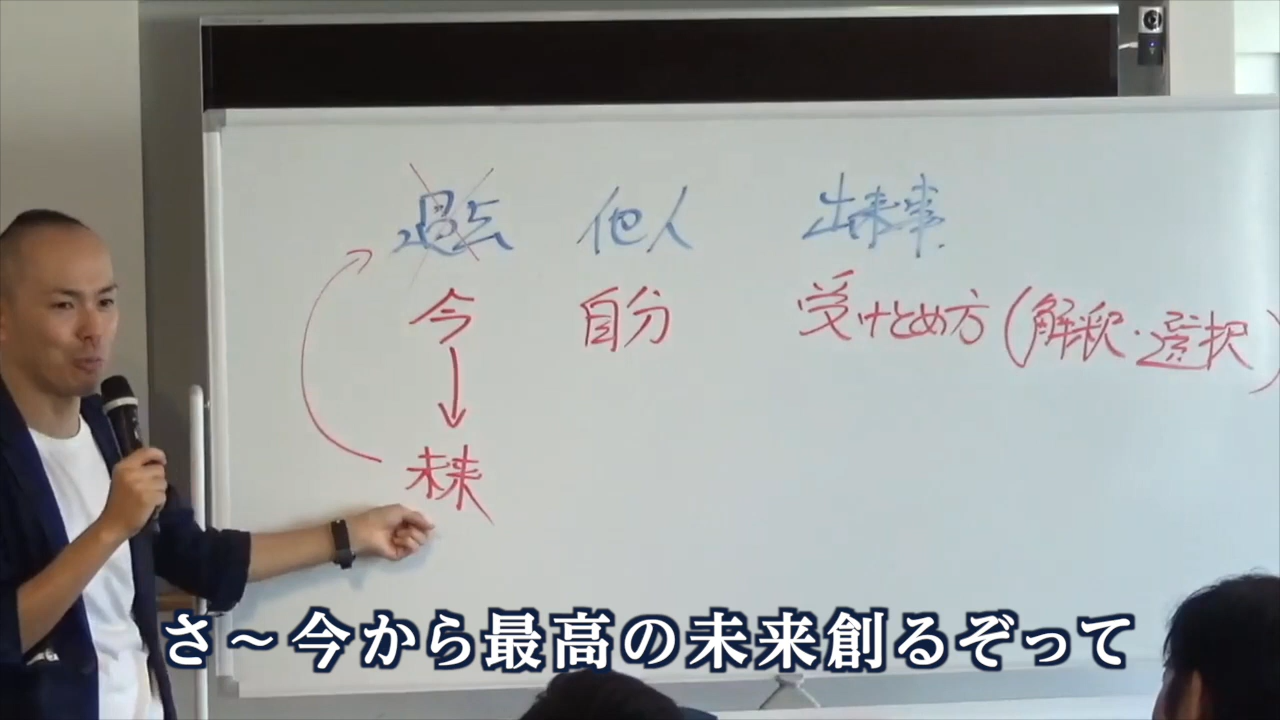 過去 他人 出来事
今 自分 受けとめ方(解釈・選択)
未来
さ～今から最高の未来創るぞって